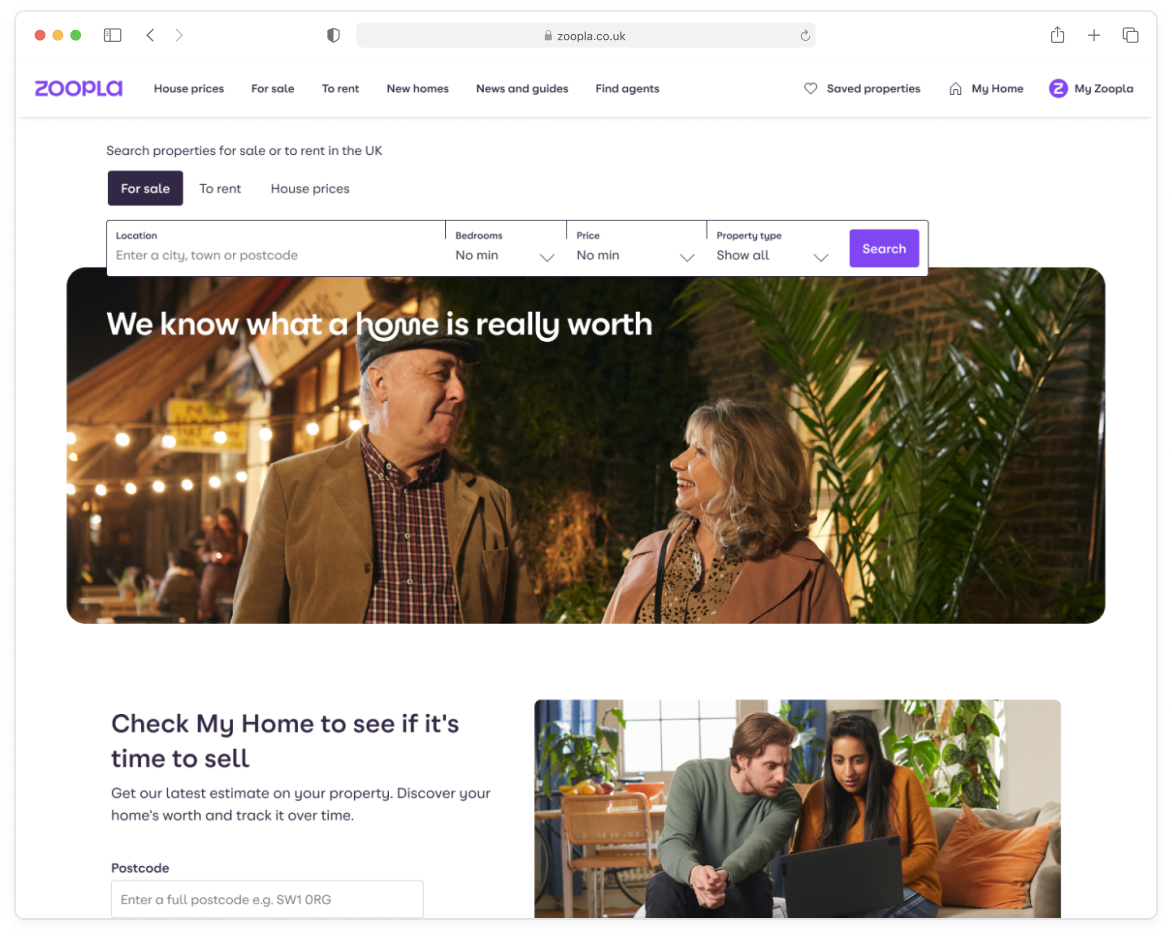 zoopla.co.uk
ZOOPLA
House prices
For sale
To rent
New homes
News and guides
Find agents
Saved properties
My Home
Z
My Zoopla
Search properties for sale or to rent in the UK
For sale
To rent
House prices
Location
Enter a city, town or postcode
Bedrooms
No min
Price
No min
Property type
Show all
Search
We know what a home is really worth
Check My Home to see if it's
time to sell
Get our latest estimate on your property. Discover your
home's worth and track it over time.
Postcode
Enter a full postcode e.g. SW1 0RG